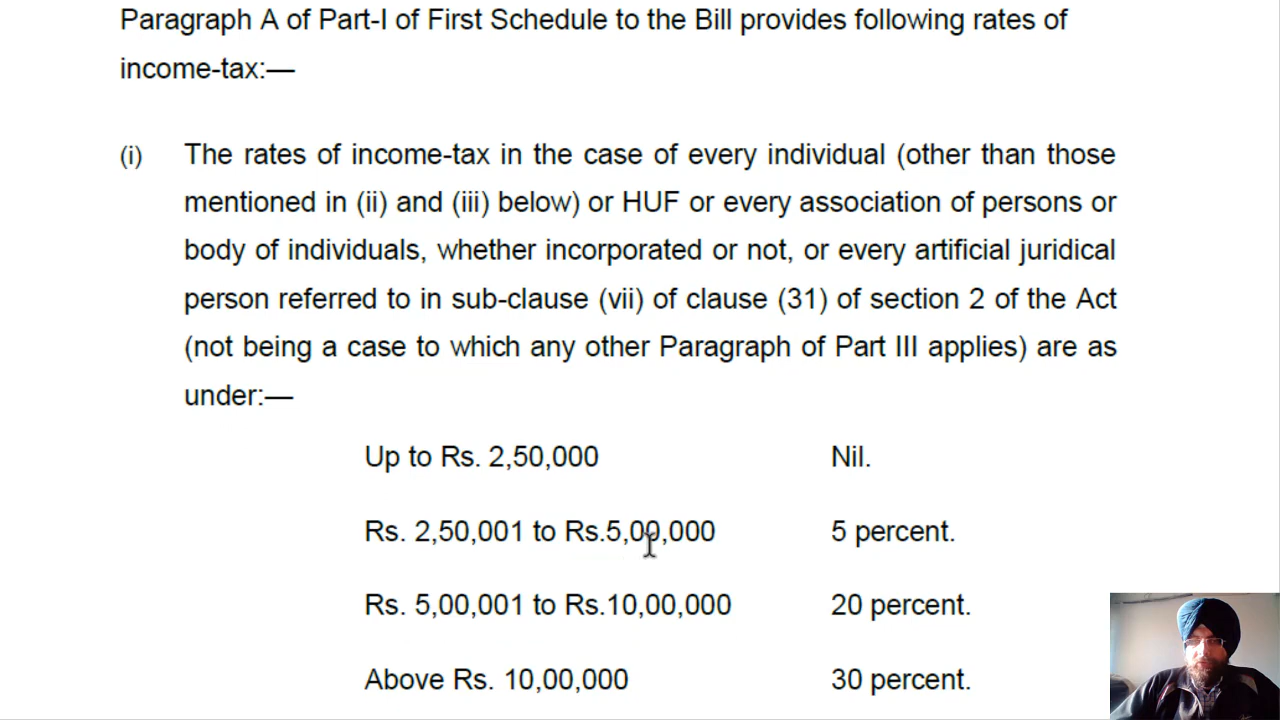 Paragraph A of Part-I of First Schedule to the Bill provides following rates of
income-tax:—
(i) The rates of income-tax in the case of every individual (other than those
mentioned in (ii) and (iii) below) or HUF or every association of persons or
body of individuals, whether incorporated or not, or every artificial juridical
person referred to in sub-clause (vii) of clause (31) of section 2 of the Act
(not being a case to which any other Paragraph of Part III applies) are as
under:—
Up to Rs. 2,50,000 Nil.
Rs. 2,50,001 to Rs.5,00,000 5 percent.
Rs. 5,00,001 to Rs.10,00,000 20 percent.
Above Rs. 10,00,000 30 percent.